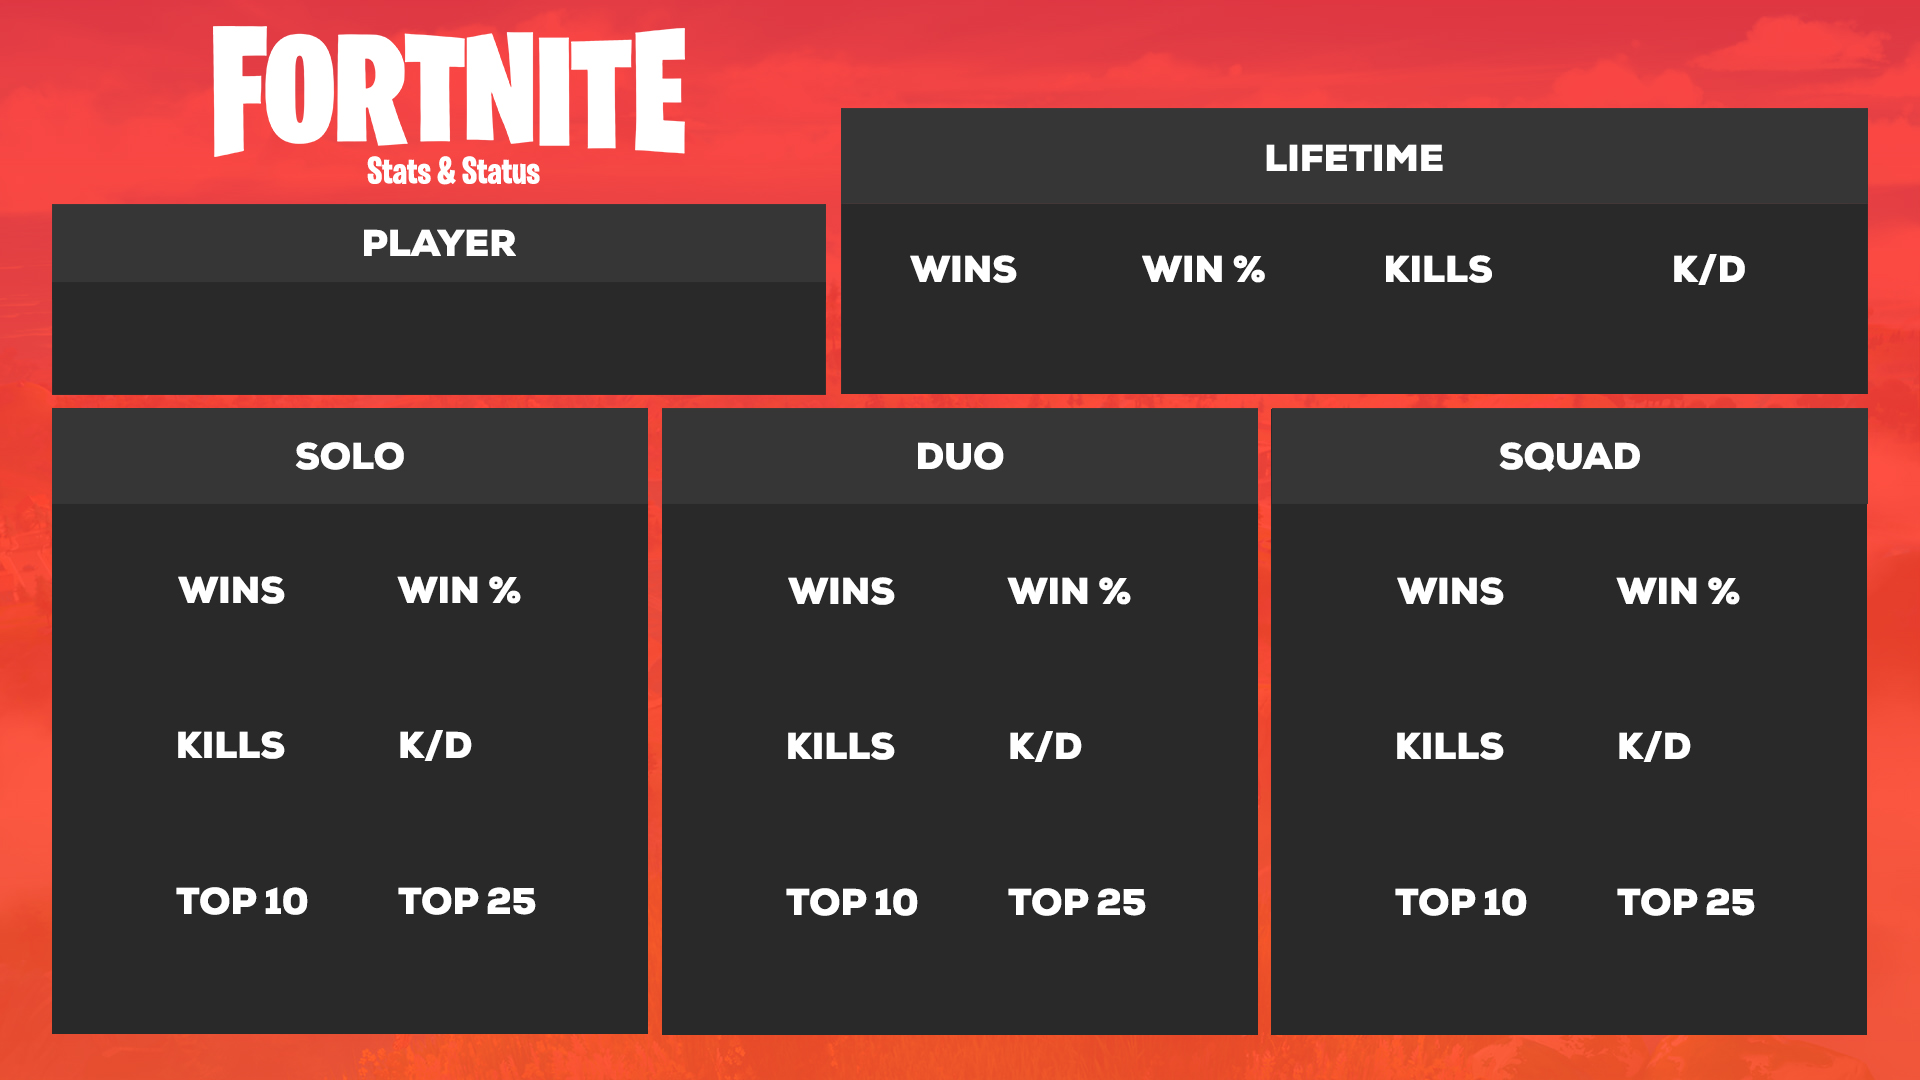 FORTNITE
Stats & Status
PLAYER
LIFETIME
WINS WIN % KILLS K/D
SOLO
WINS WIN %
KILLS K/D
TOP 10 TOP 25
DUO
WINS WIN %
KILLS K/D
TOP 10 TOP 25
SQUAD
WINS WIN %
KILLS K/D
TOP 10 TOP 25